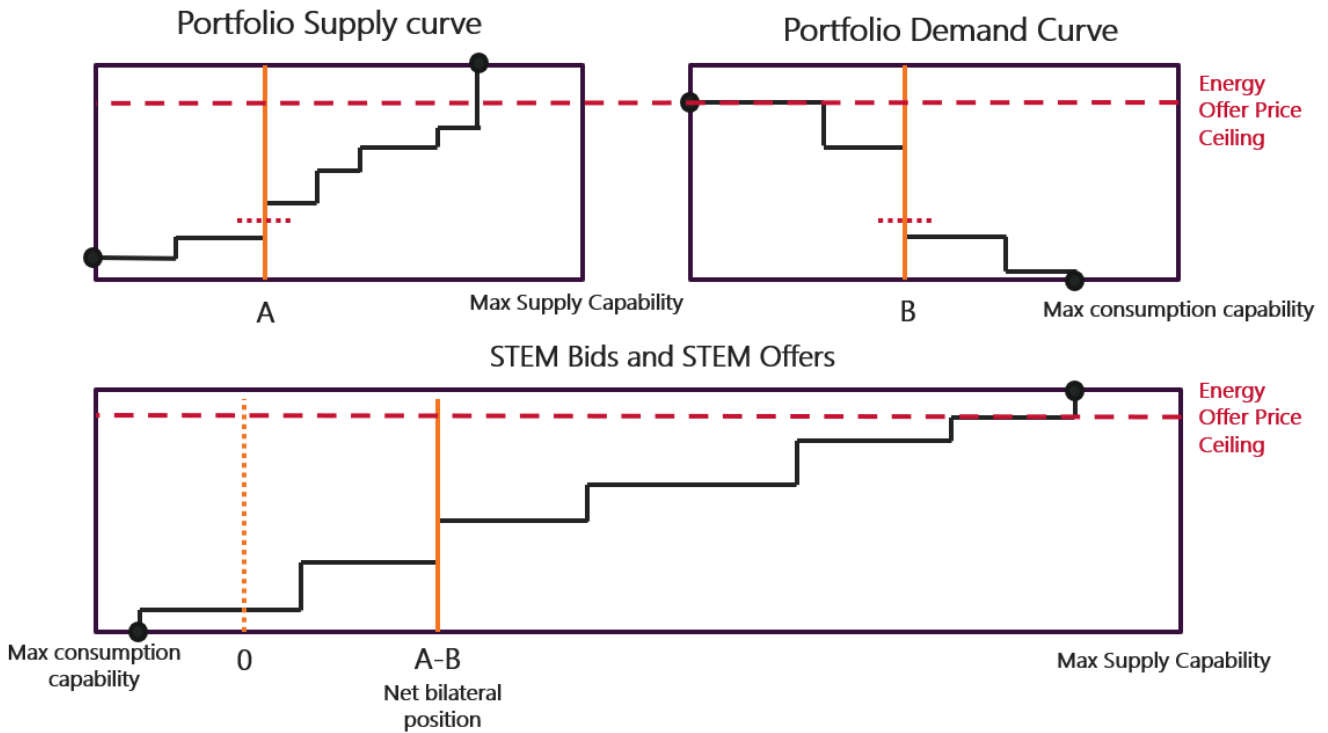 Portfolio Supply curve
Portfolio Demand Curve
Energy
Offer Price
Ceiling
A
Max Supply Capability
B
Max consumption capability
STEM Bids and STEM Offers
Energy
Offer Price
Ceiling
Max consumption
capability
0
A-B
Max Supply Capability
Net bilateral
position